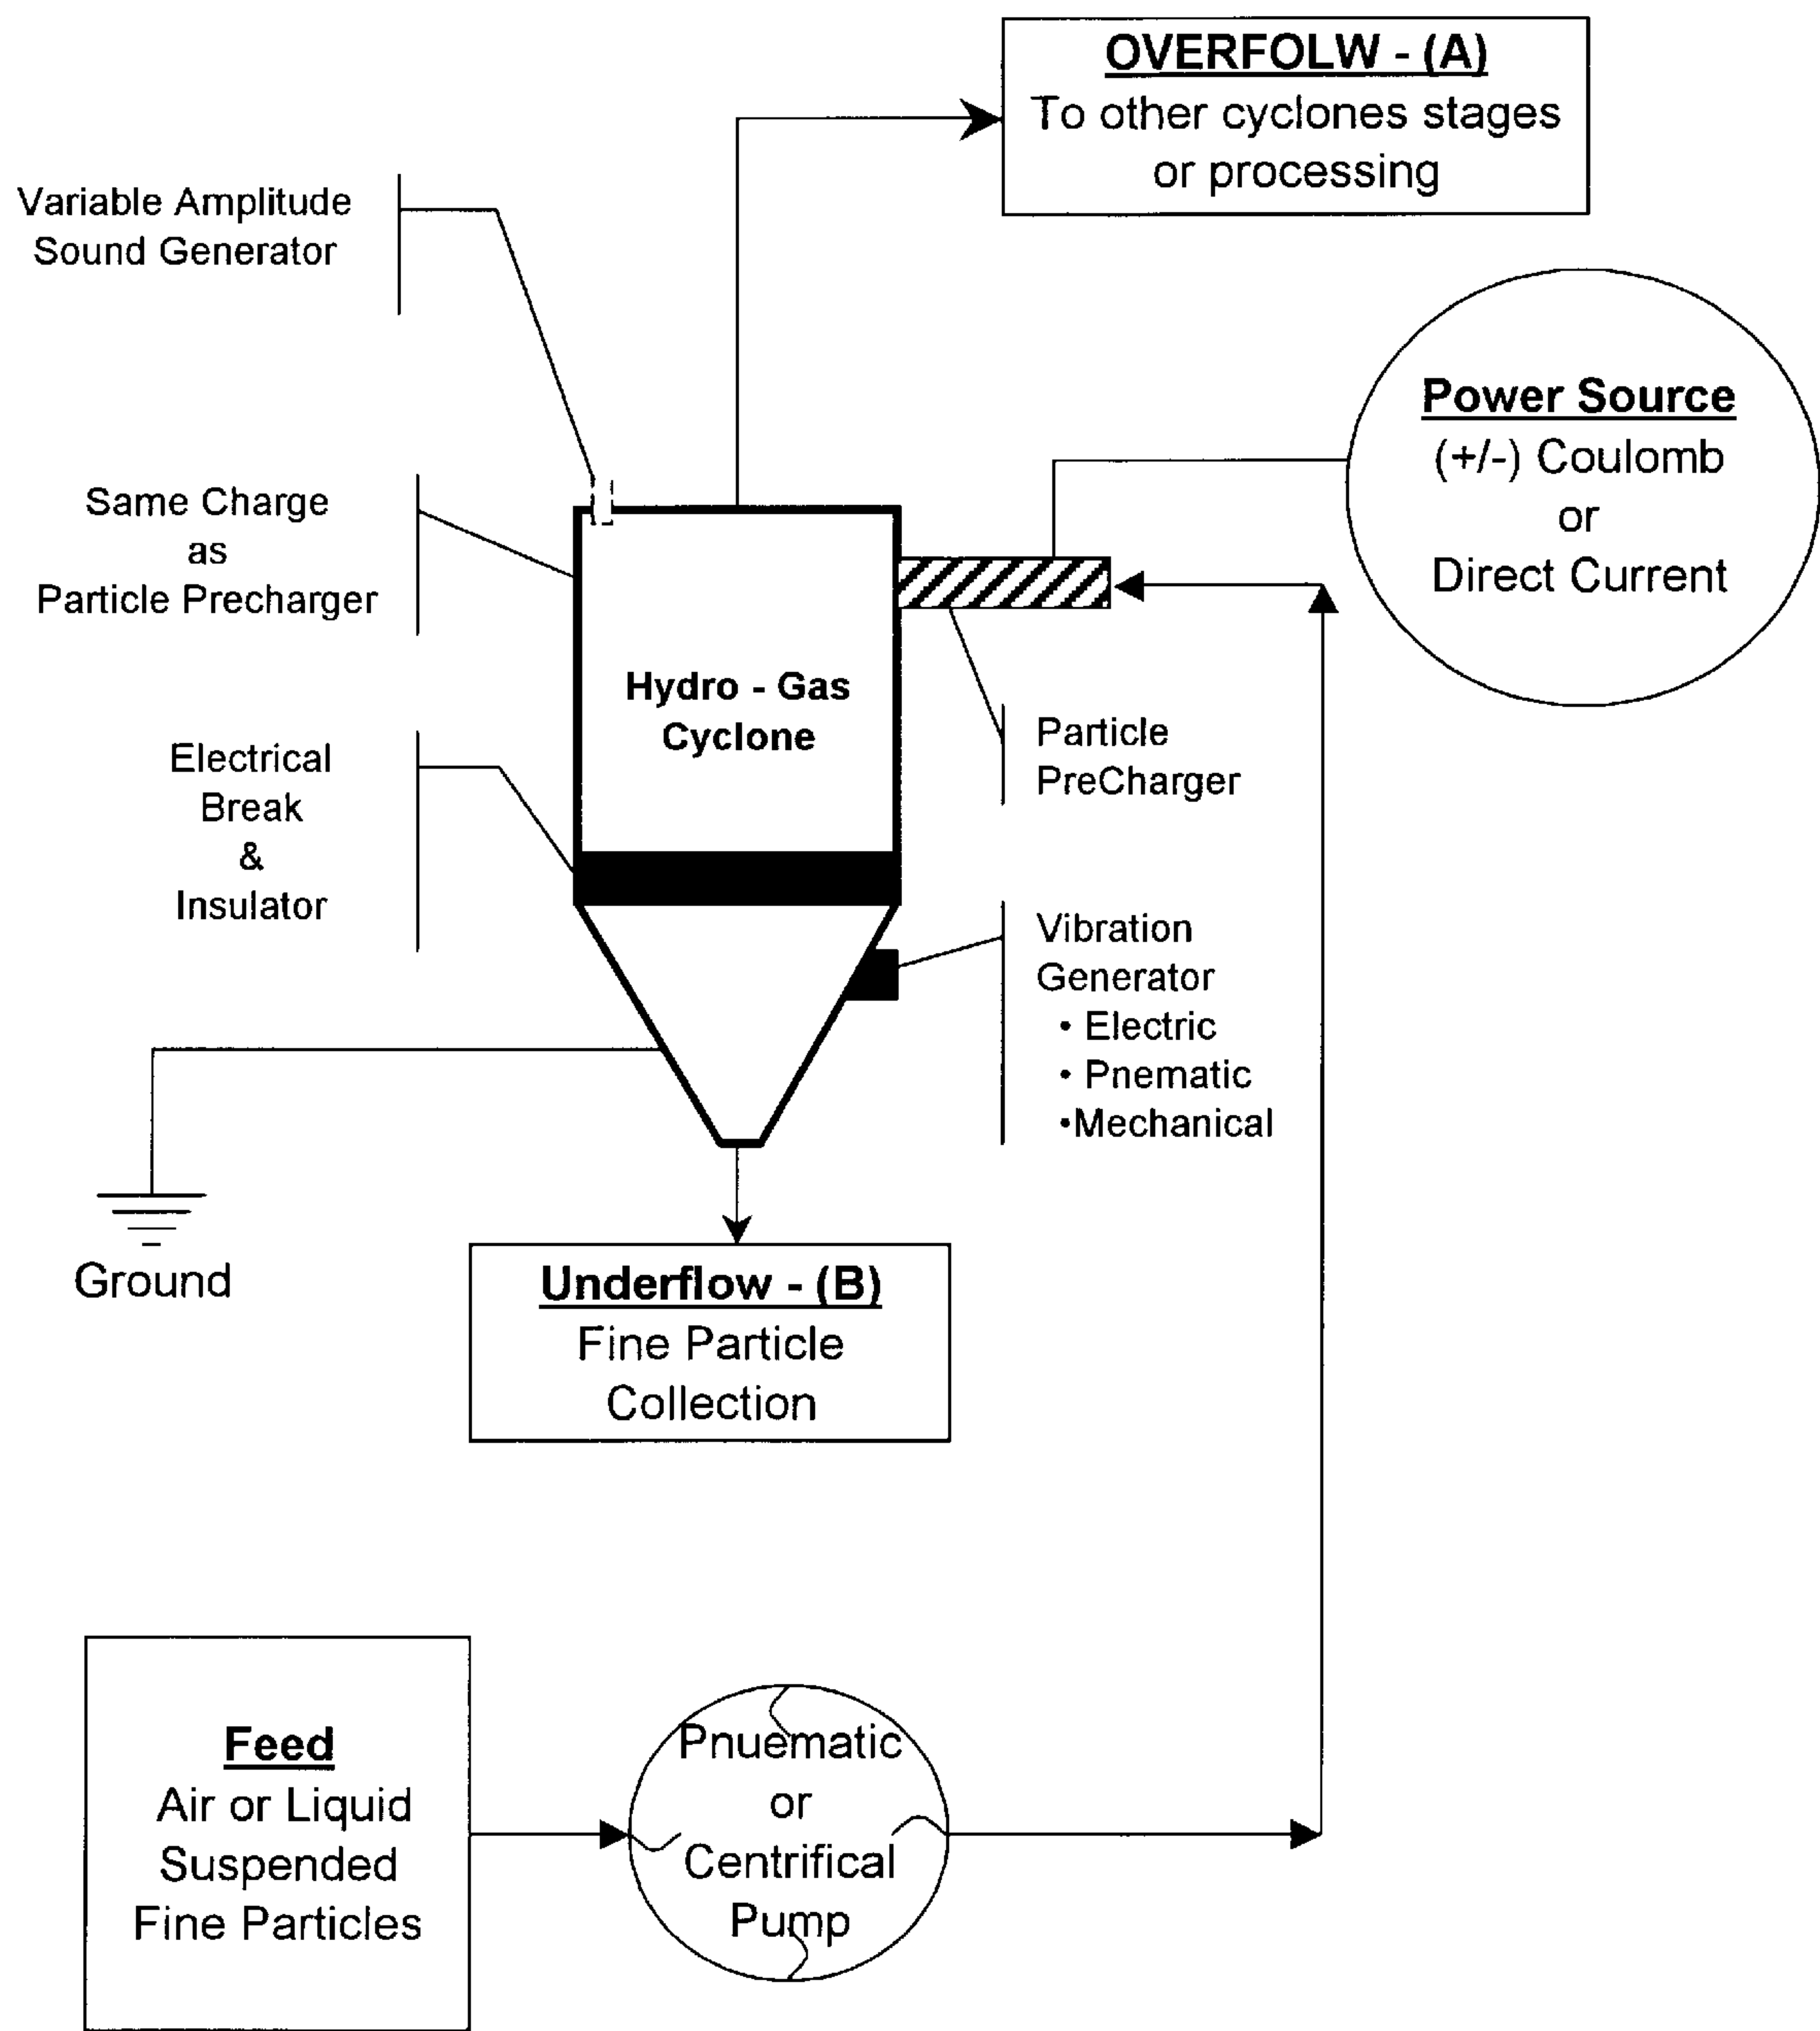 OVERFOLW - (A)
To other cyclones stages
or processing
Variable Amplitude
Sound Generator
Power Source
(+/-) Coulomb
or
Direct Current
Same Charge
as
Particle Precharger
Hydro - Gas
Cyclone
Particle
PreCharger
Electrical
Break
&
Insulator
Vibration
Generator
• Electric
• Pnematic
•Mechanical
Ground
Underflow - (B)
Fine Particle
Collection
Feed
Air or Liquid
Suspended
Fine Particles
Pnuematic
or
Centrifical
Pump